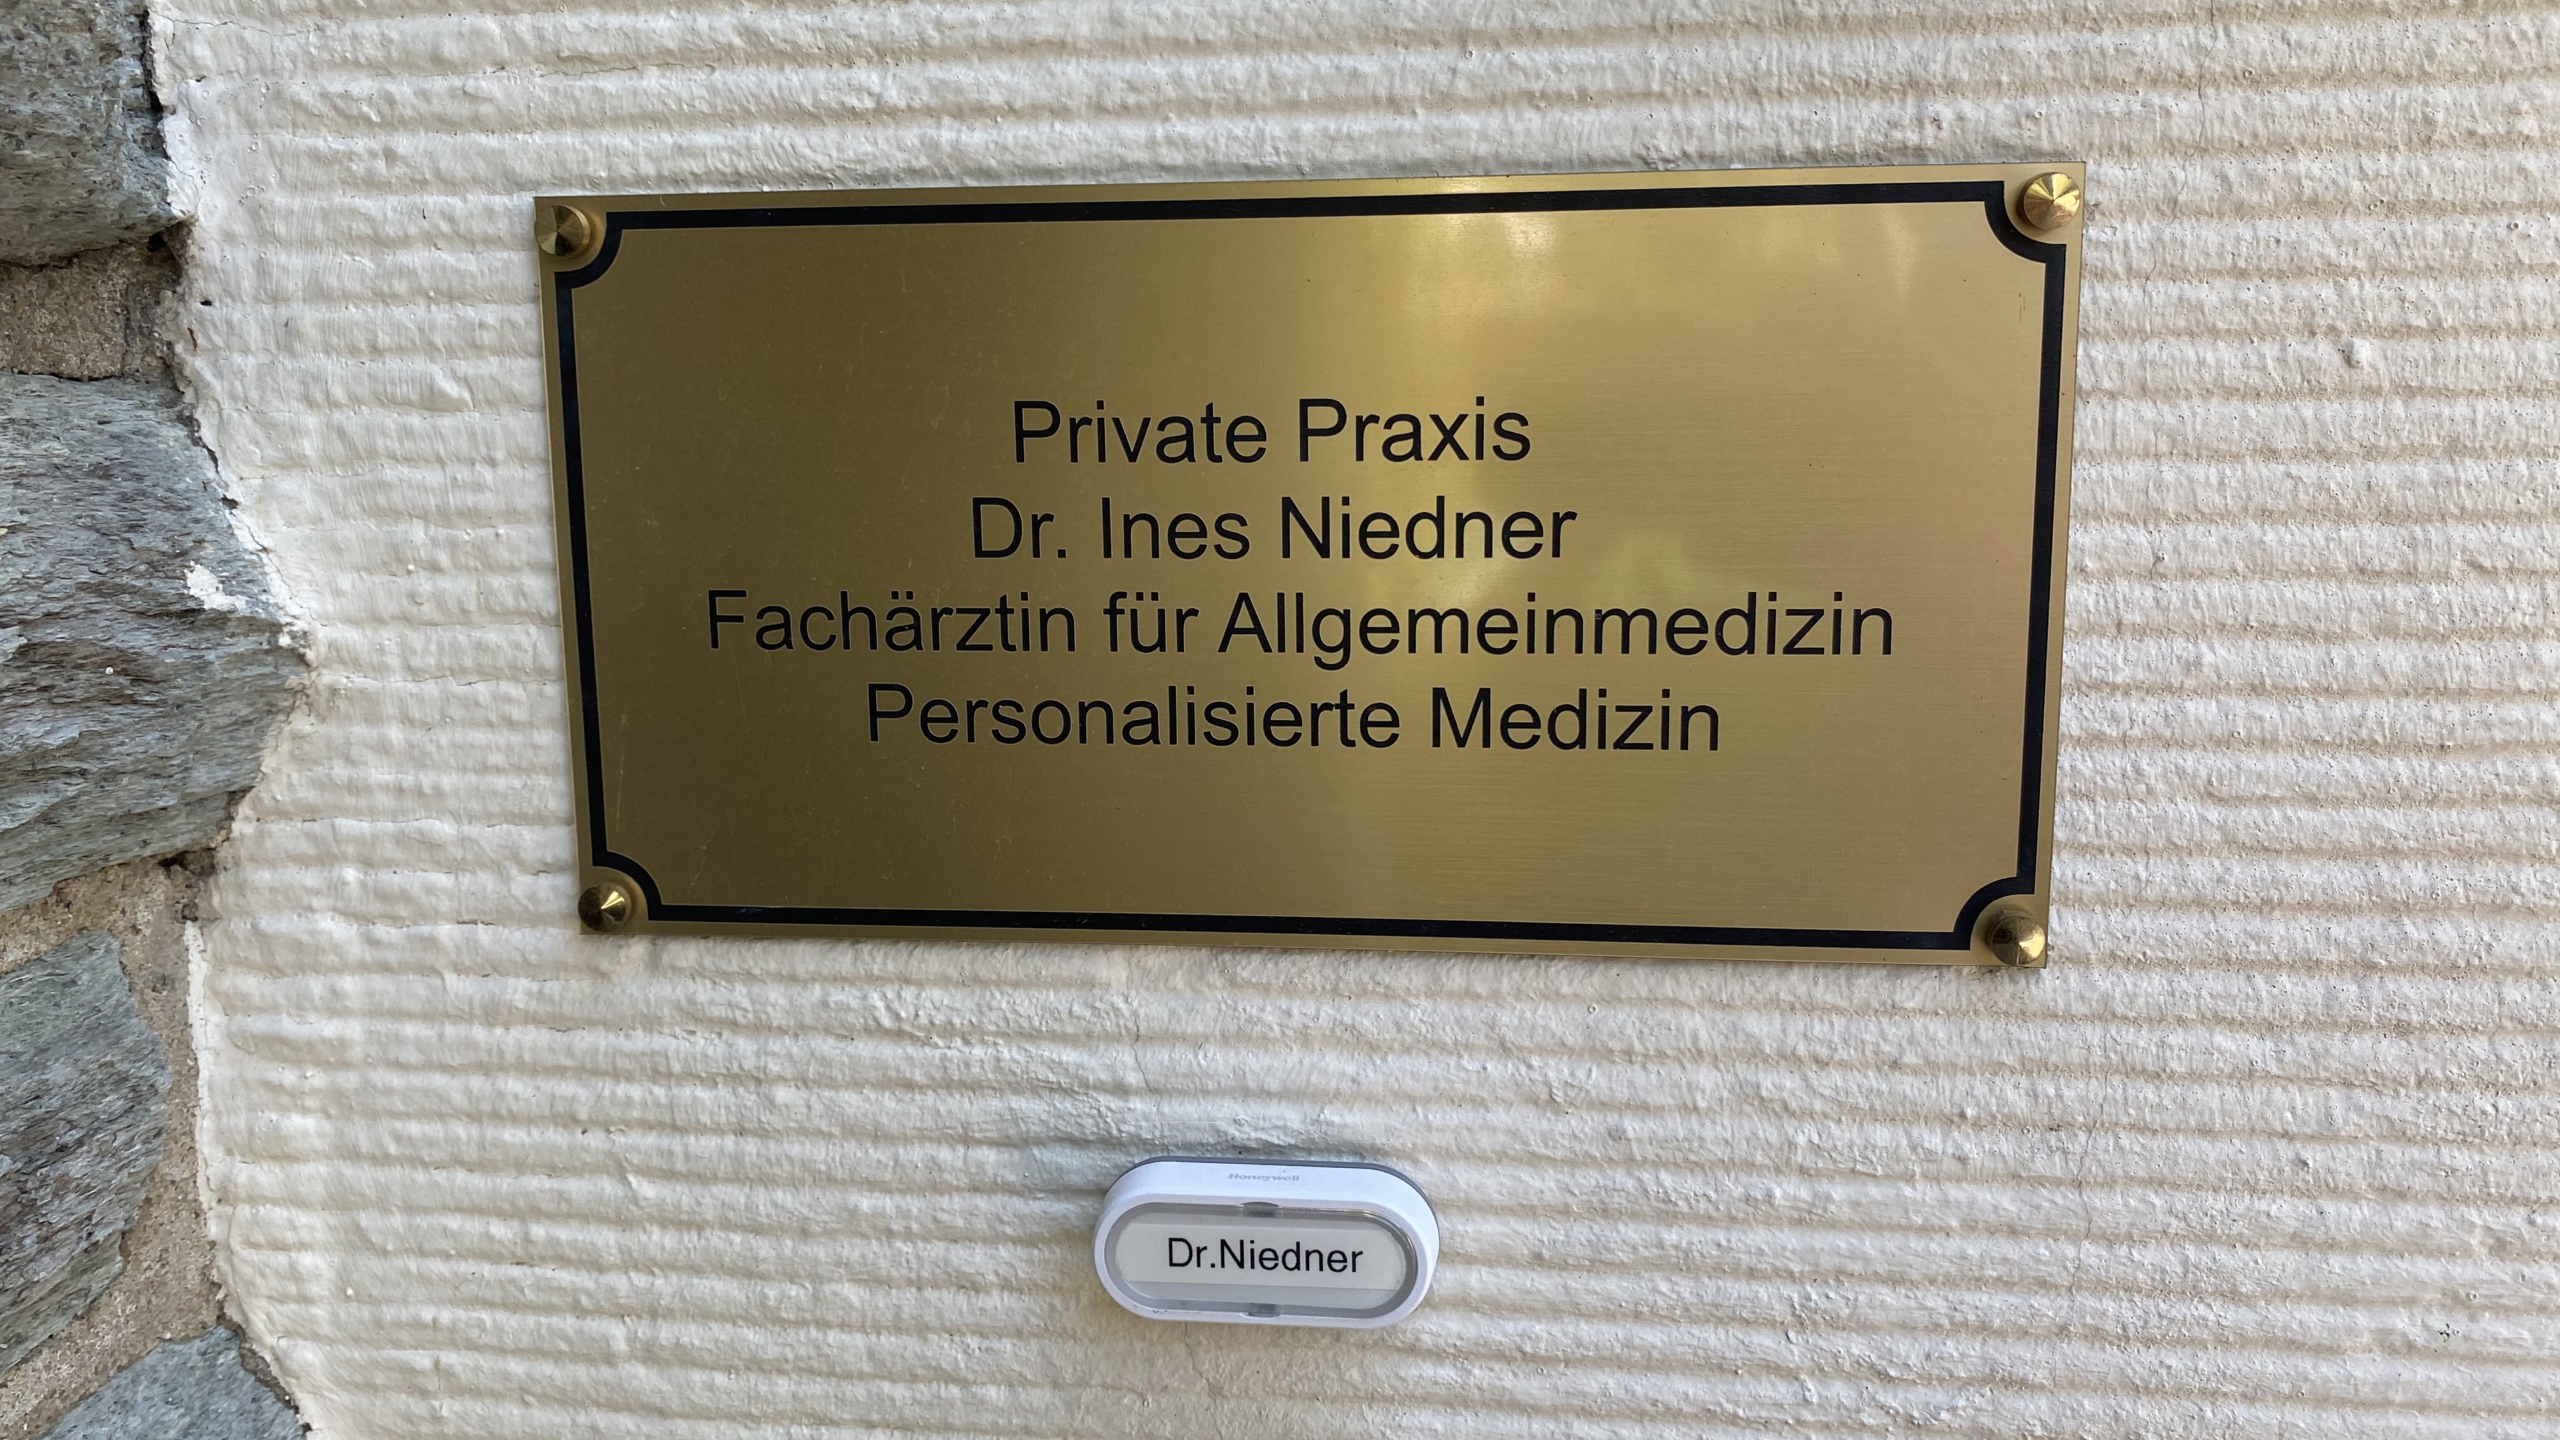 Private Praxis
Dr. Ines Niedner
Fachärztin für Allgemeinmedizin
Personalisierte Medizin
Honeywell
Dr.Niedner